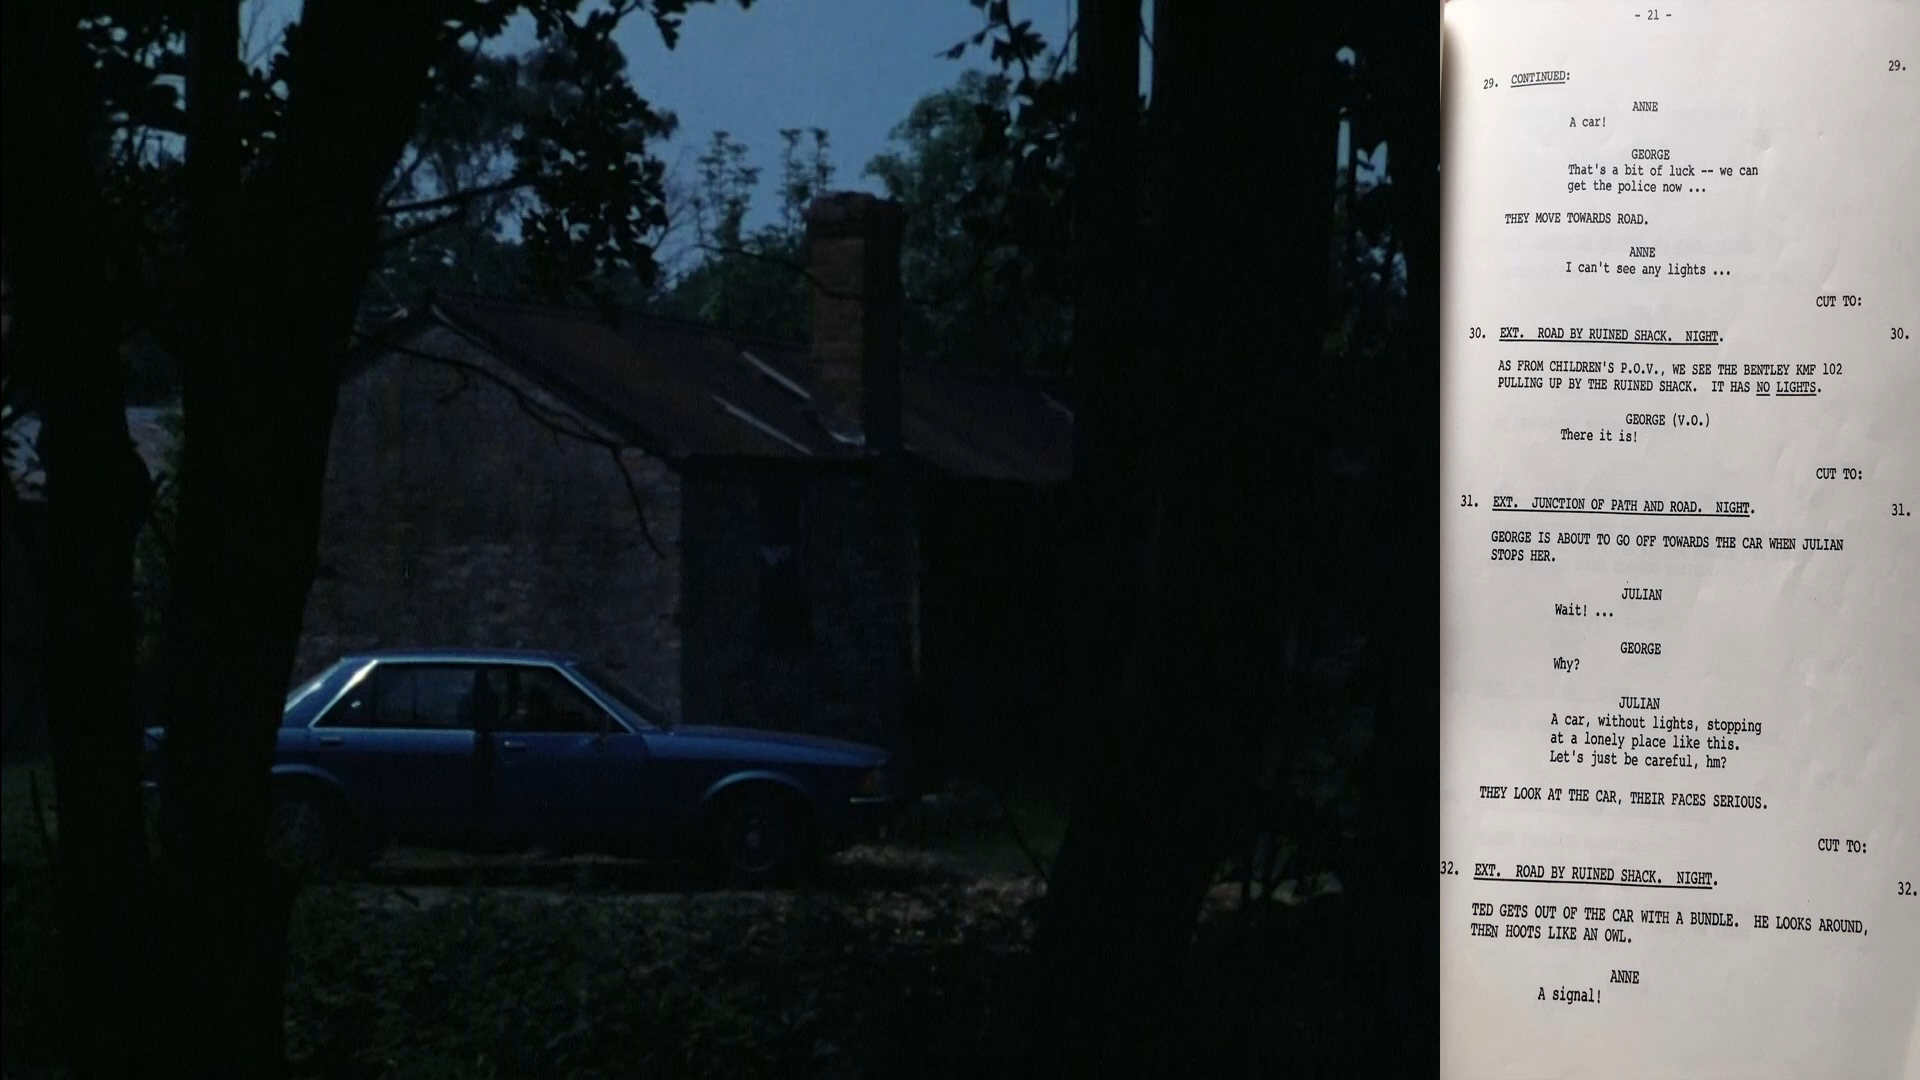 - 21 -
29. CONTINUED: 29.
ANNE
A car!
GEORGE
That's a bit of luck -- we can
get the police now ...
THEY MOVE TOWARDS ROAD.
ANNE
I can't see any lights ...
CUT TO:
30. EXT. ROAD BY RUINED SHACK. NIGHT. 30.
AS FROM CHILDREN'S P.O.V., WE SEE THE BENTLEY KMF 102
PULLING UP BY THE RUINED SHACK. IT HAS NO LIGHTS.
GEORGE (V.O.)
There it is!
CUT TO:
31. EXT. JUNCTION OF PATH AND ROAD. NIGHT. 31.
GEORGE IS ABOUT TO GO OFF TOWARDS THE CAR WHEN JULIAN
STOPS HER.
JULIAN
Wait! ...
GEORGE
Why?
JULIAN
A car, without lights, stopping
at a lonely place like this.
Let's just be careful, hm?
THEY LOOK AT THE CAR, THEIR FACES SERIOUS.
CUT TO:
32. EXT. ROAD BY RUINED SHACK. NIGHT. 32.
TED GETS OUT OF THE CAR WITH A BUNDLE. HE LOOKS AROUND,
THEN HOOTS LIKE AN OWL.
ANNE
A signal!